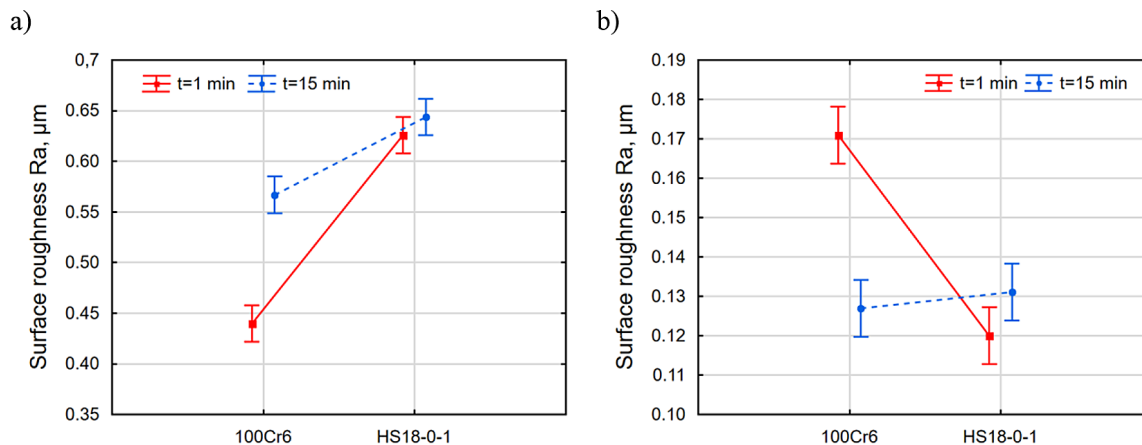 a)
Surface roughness Ra, µm
0,7
0.65
0.60
0.55
0.50
0.45
0.40
0.35
t=1 min t=15 min
100Cr6 HS18-0-1
b)
Surface roughness Ra, µm
0.19
0.18
0.17
0.16
0.15
0.14
0.13
0.12
0.11
0.10
t=1 min t=15 min
100Cr6 HS18-0-1